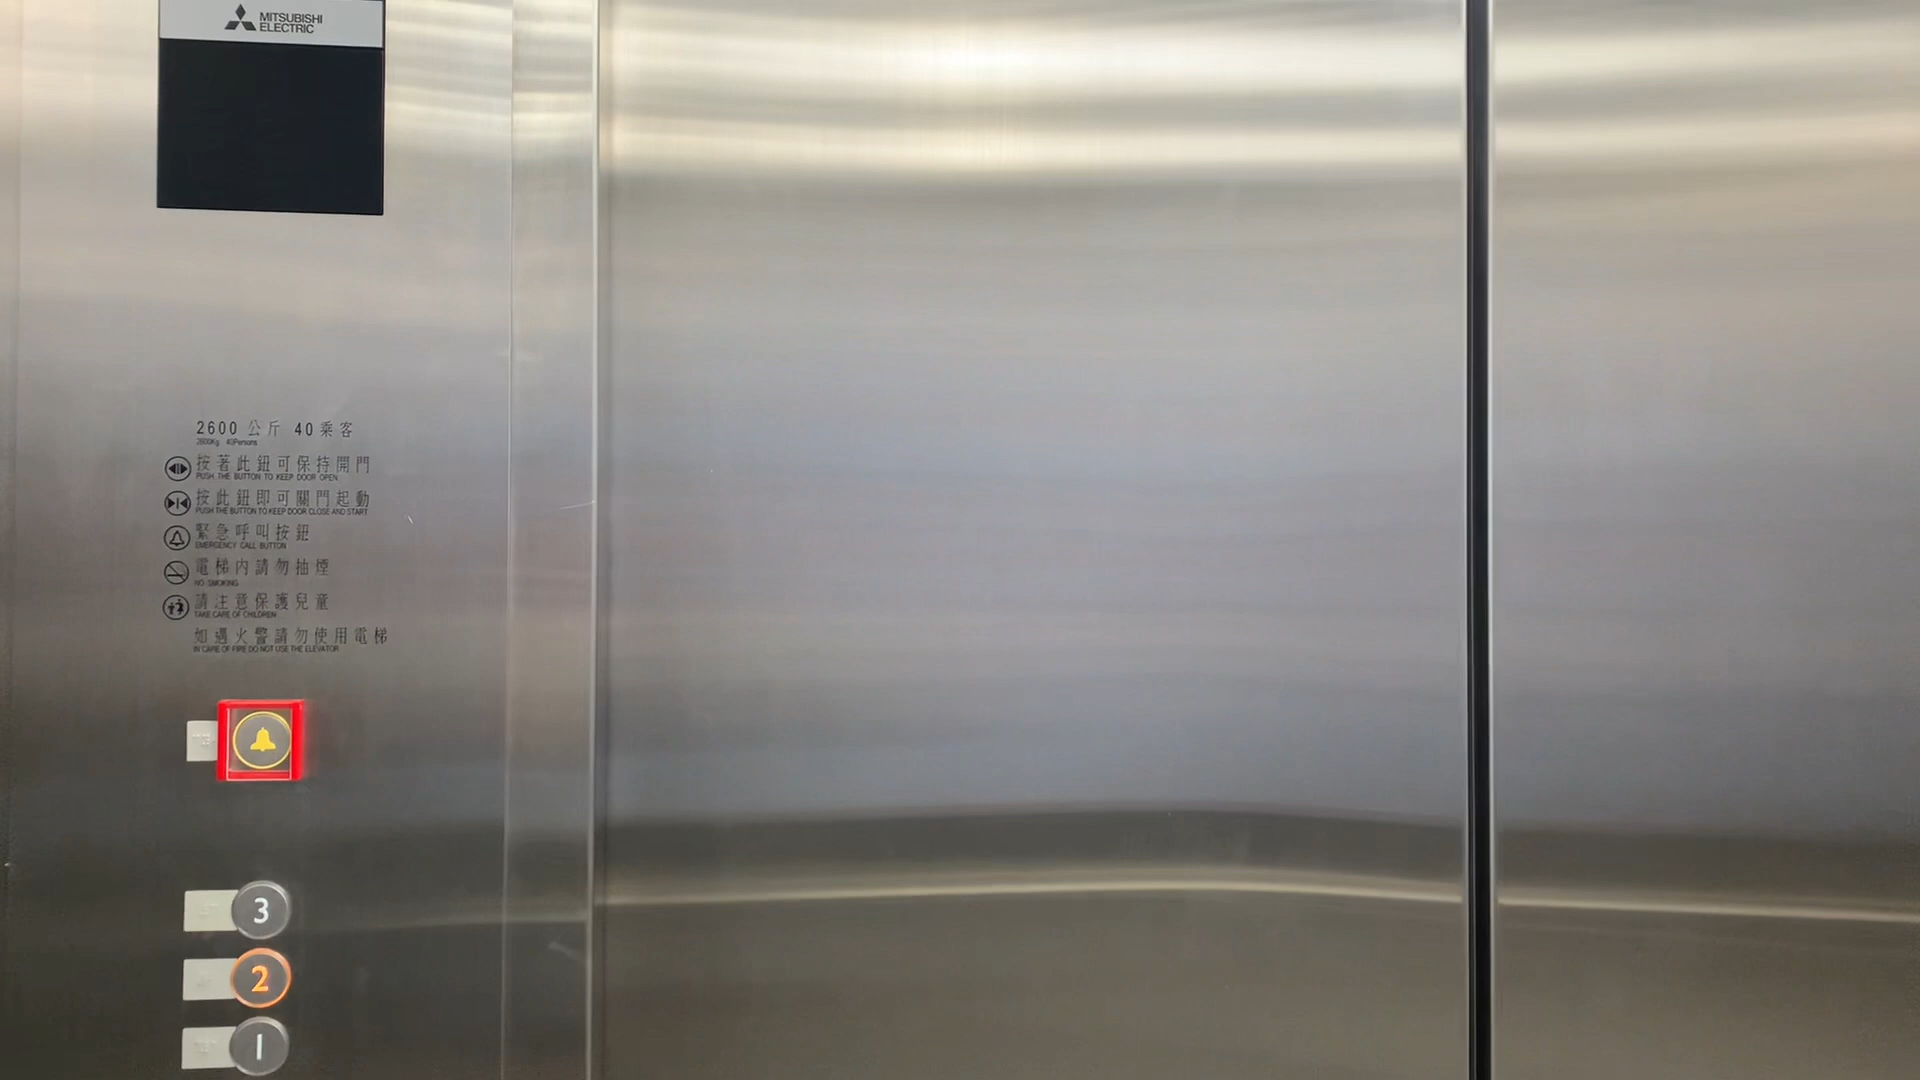 MITSUBISHI
ELECTRIC
2600 公斤 40 乘客
2600Kg 40Persons
按著此鈕可保持開門
PUSH THE BUTTON TO KEEP DOOR OPEN
按此鈕即可關門起動
PUSH THE BUTTON TO KEEP DOOR CLOSE AND START
緊急呼叫按鈕
EMERGENCY CALL BUTTON
電梯內請勿抽煙
NO SMOKING
請注意保護兒童
TAKE CARE OF CHILDREN
如遇火警請勿使用電梯
IN CARE OF FIRE DO NOT USE THE ELEVATOR
3
2
1